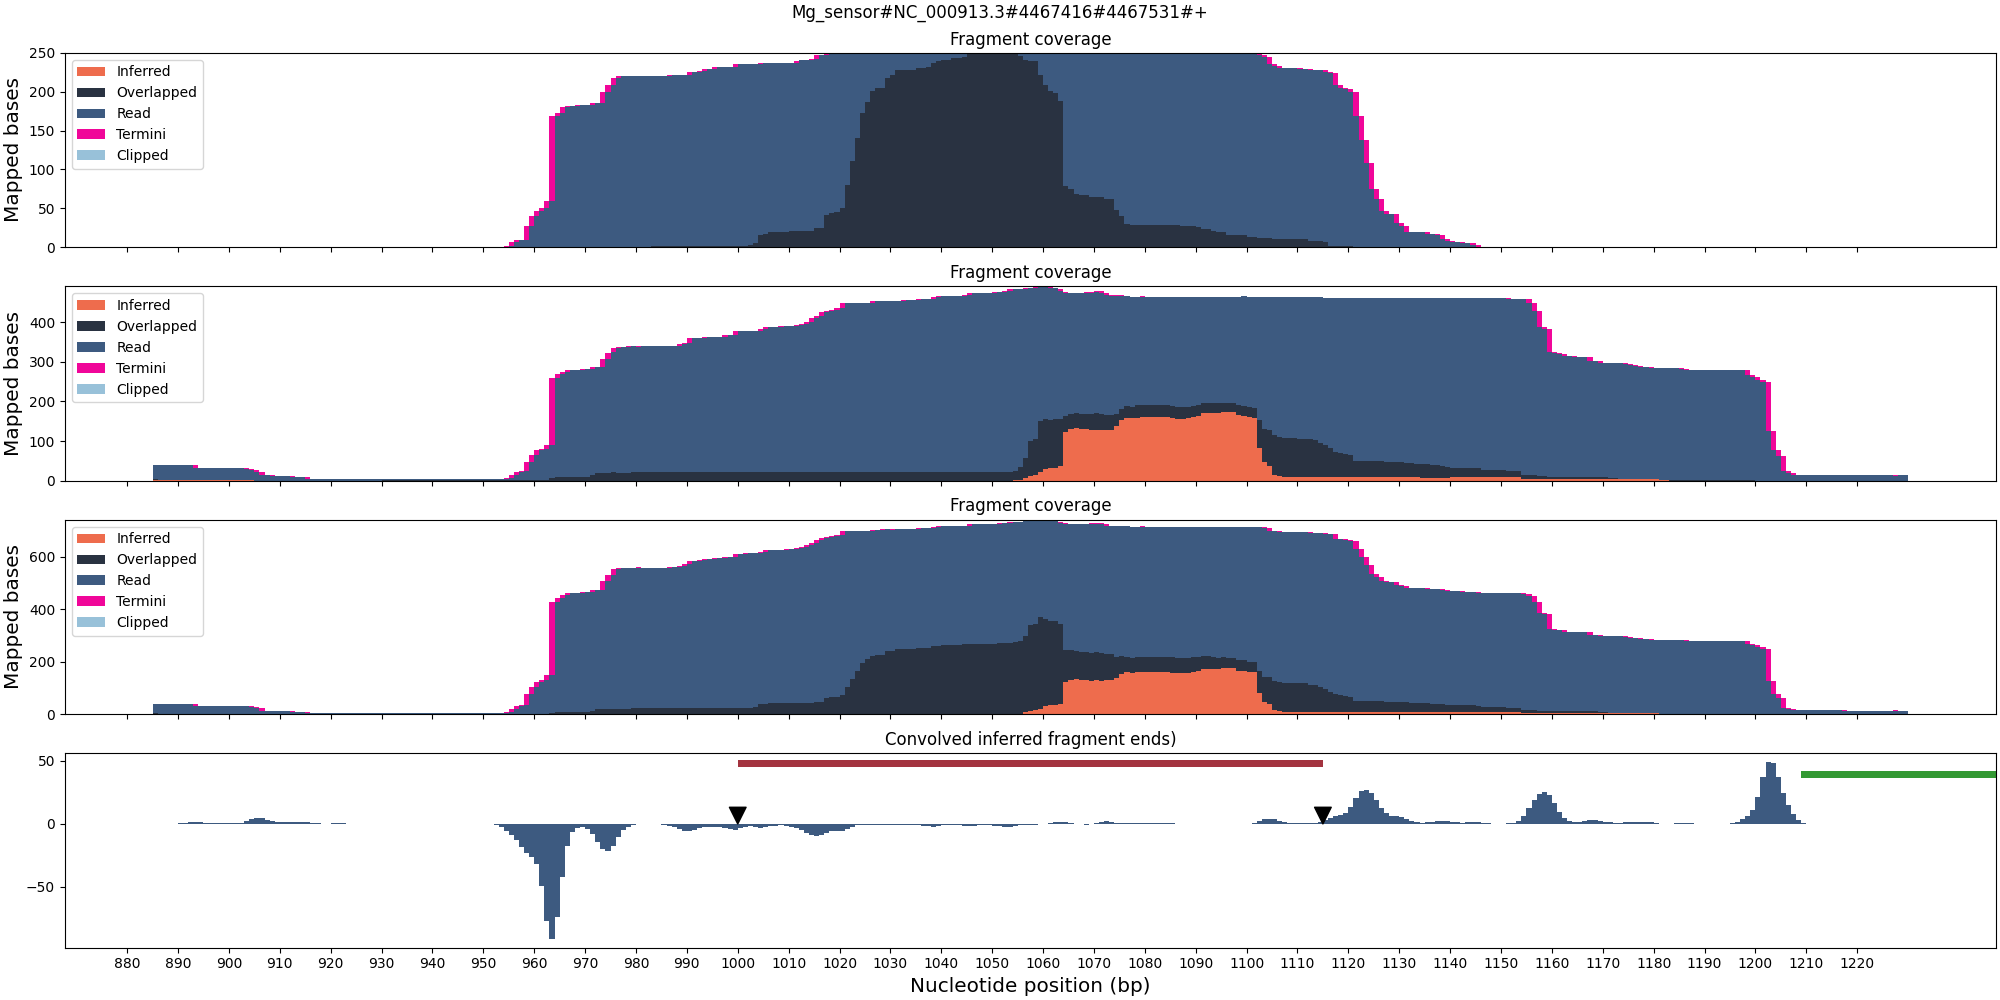 Mg_sensor#NC_000913.3#4467416#4467531#+
Fragment coverage
Mapped bases
250
200
150
100
50
0
Inferred
Overlapped
Read
Termini
Clipped
Fragment coverage
Mapped bases
400
300
200
100
0
Inferred
Overlapped
Read
Termini
Clipped
Fragment coverage
Mapped bases
600
400
200
0
Inferred
Overlapped
Read
Termini
Clipped
Convolved inferred fragment ends)
50
0
−50
880 890 900 910 920 930 940 950 960 970 980 990 1000 1010 1020 1030 1040 1050 1060 1070 1080 1090 1100 1110 1120 1130 1140 1150 1160 1170 1180 1190 1200 1210 1220
Nucleotide position (bp)